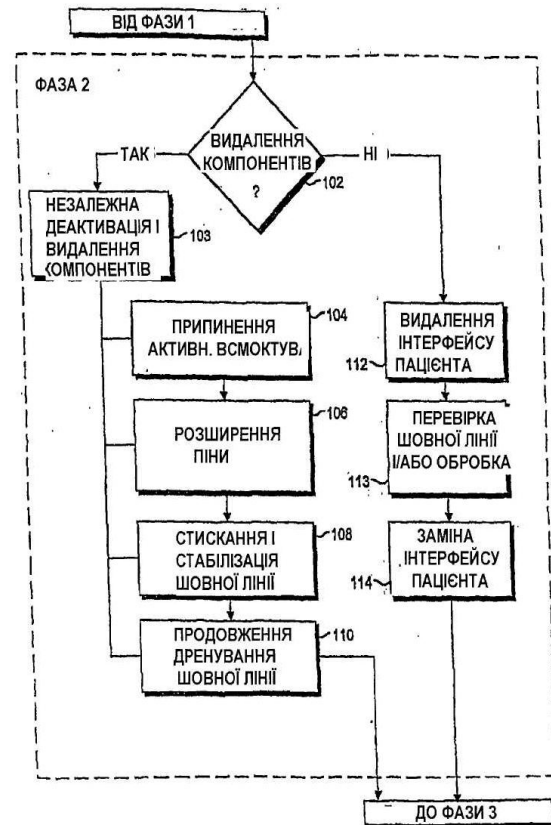 ВІД ФАЗИ 1
ФАЗА 2
ВИДАЛЕННЯ
КОМПОНЕНТІВ
?
102
ТАК
НІ
НЕЗАЛЕЖНА
ДЕАКТИВАЦІЯ І
ВИДАЛЕННЯ
КОМПОНЕНТІВ
103
ПРИПИНЕННЯ
АКТИВН. ВСМОКТУВ
104
РОЗШИРЕННЯ
ПІНИ
106
СТИСКАННЯ І
СТАБІЛІЗАЦІЯ
ШОВНОЇ ЛІНІЇ
108
ПРОДОВЖЕННЯ
ДРЕНУВАННЯ
ШОВНОЇ ЛІНІЇ
110
ВИДАЛЕННЯ
ІНТЕРФЕЙСУ
ПАЦІЄНТА
112
ПЕРЕВІРКА
ШОВНОЇ ЛІНІЇ
І/АБО ОБРОБКА
113
ЗАМІНА
ІНТЕРФЕЙСУ
ПАЦІЄНТА
114
ДО ФАЗИ 3